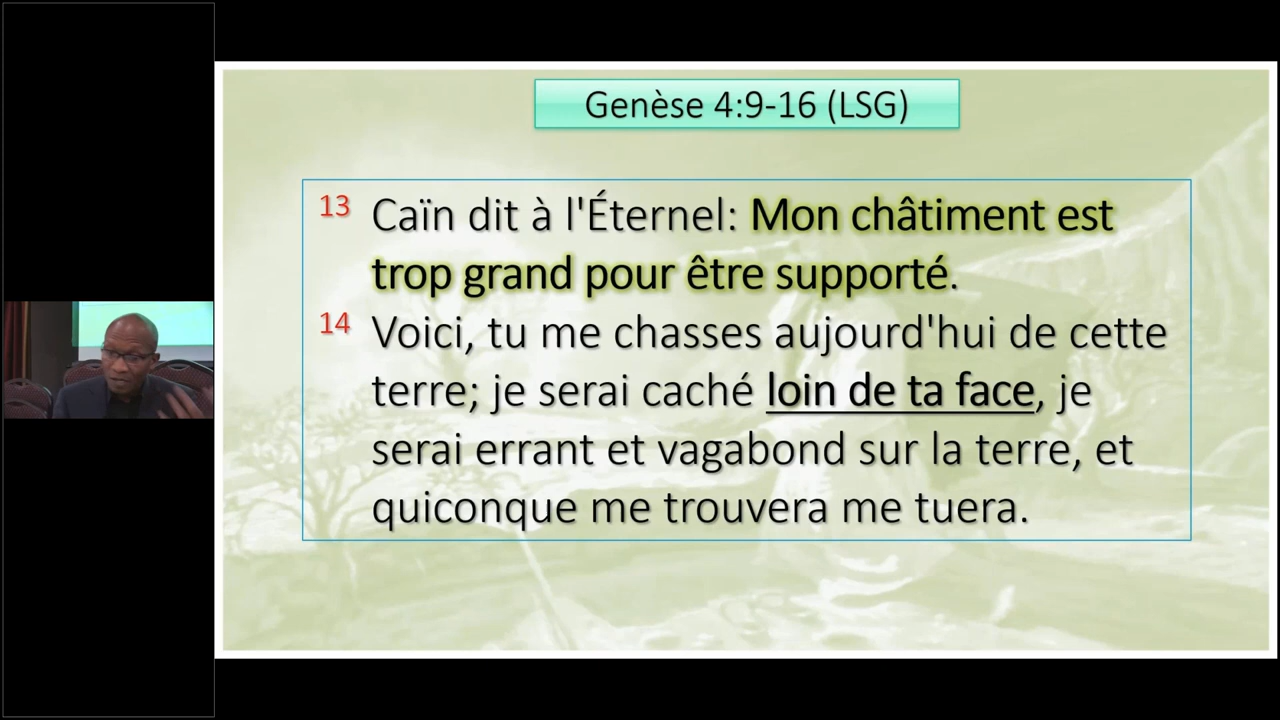 Genèse 4:9-16 (LSG)
13 Caïn dit à l'Éternel: Mon châtiment est
trop grand pour être supporté.
14 Voici, tu me chasses aujourd'hui de cette
terre; je serai caché loin de ta face, je
serai errant et vagabond sur la terre, et
quiconque me trouvera me tuera.